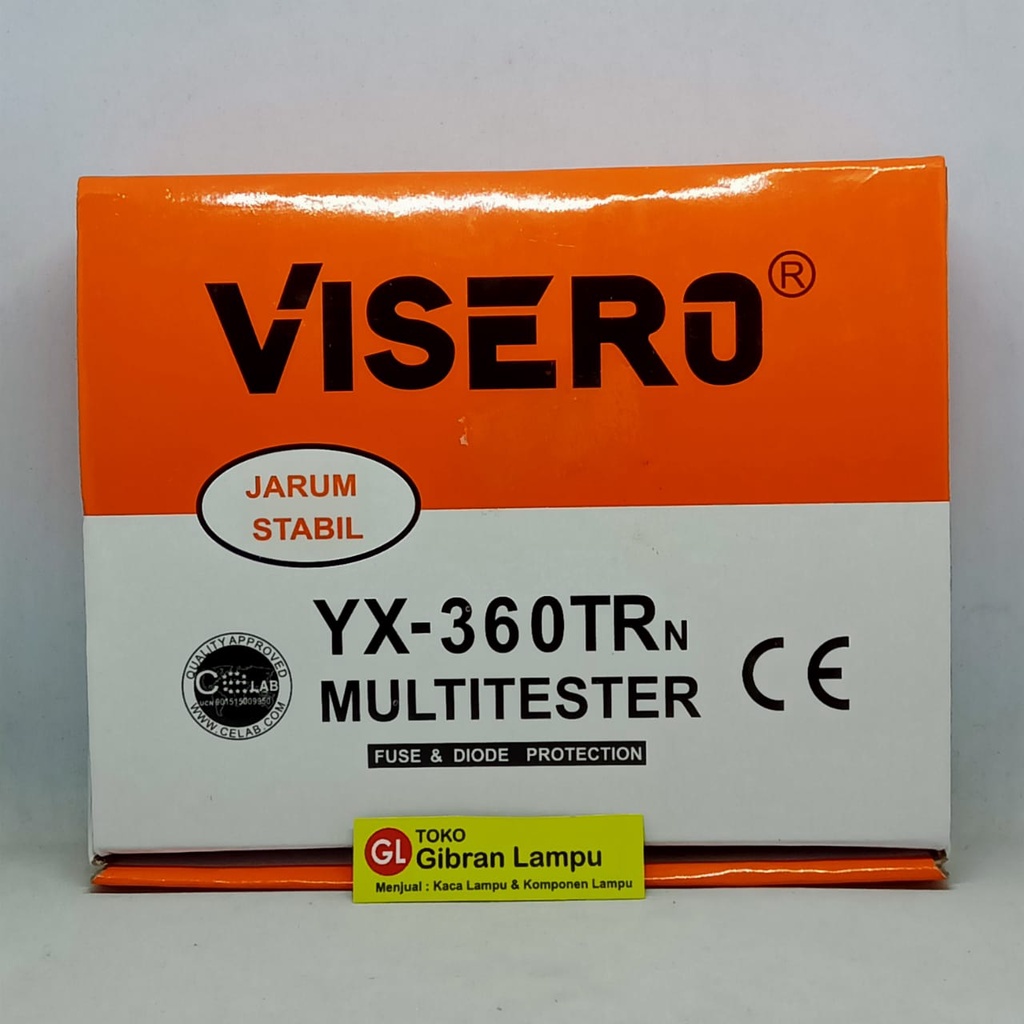 VISERO®
JARUM
STABIL
YX-360TRN
MULTITESTER
FUSE & DIODE PROTECTION
QUALITY APPROVED
CE LAB
WWW.CELAB.COM
CE
GL
TOKO
Gibran Lampu
Menjual : Kaca Lampu & Komponen Lampu